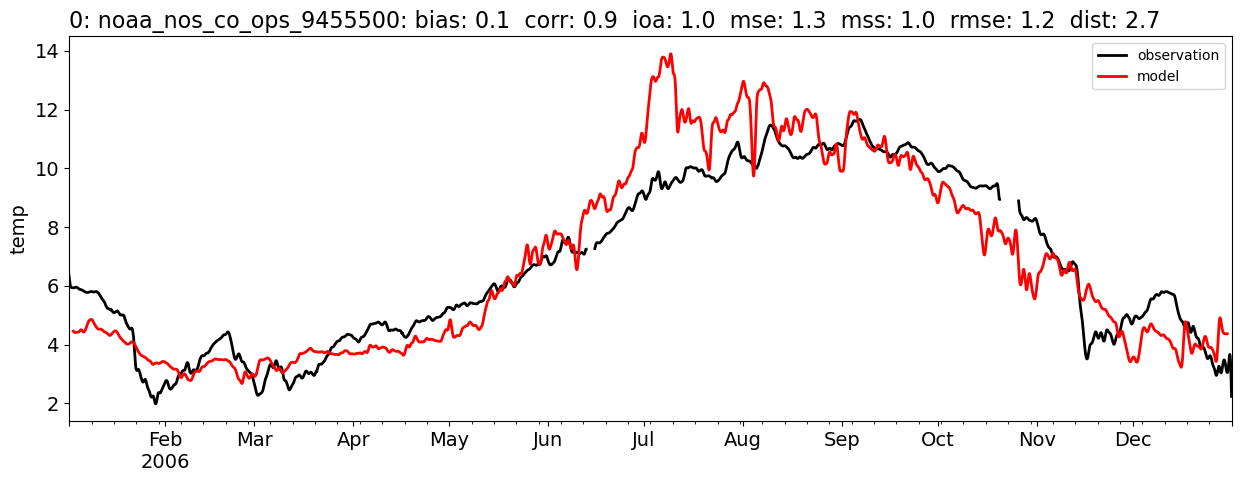 0: noaa_nos_co_ops_9455500: bias: 0.1  corr: 0.9  ioa: 1.0  mse: 1.3  mss: 1.0  rmse: 1.2  dist: 2.7
observation
model
14
12
10
8
6
4
2
temp
Feb Mar Apr May Jun Jul Aug Sep Oct Nov Dec
2006